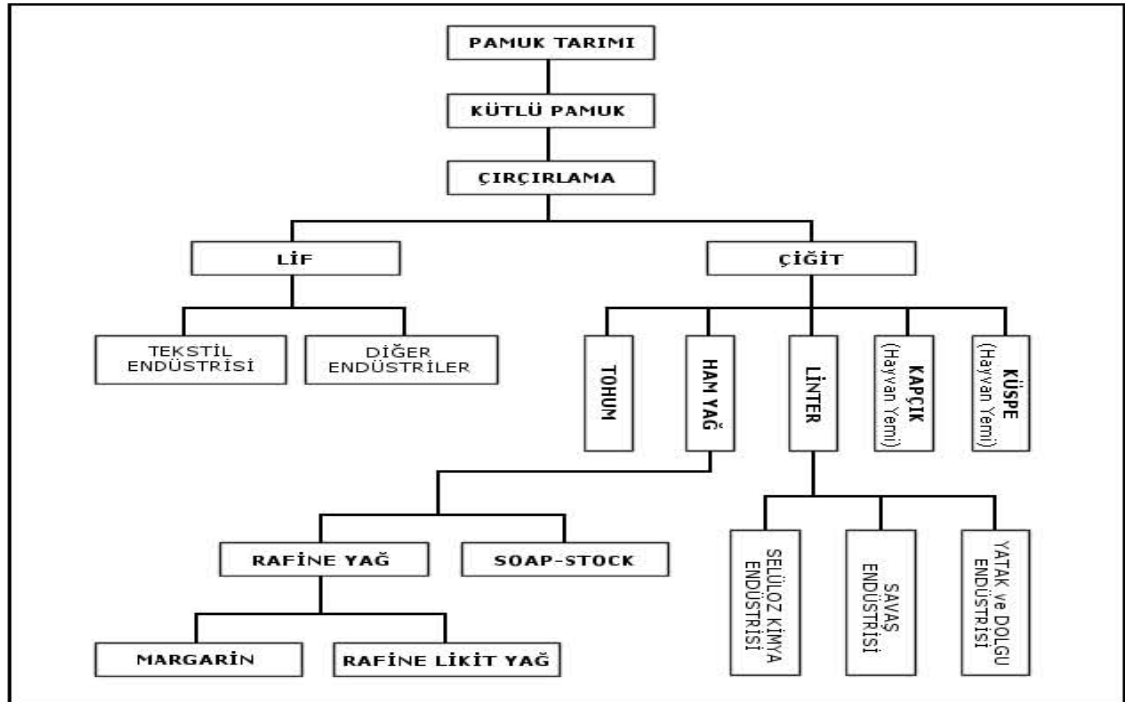 PAMUK TARIMI
KÜTLÜ PAMUK
ÇIRÇIRLAMA
LİF
ÇİĞİT
TEKSTİL
ENDÜSTRİSİ
DİĞER
ENDÜSTRİLER
TOHUM
HAM YAĞ
LİNTER
KAPÇIK
(Hayvan Yemi)
KÜSPE
(Hayvan Yemi)
RAFİNE YAĞ
SOAP-STOCK
SELÜLOZ KİMYA
ENDÜSTRİSİ
SAVAŞ
ENDÜSTRİSİ
YATAK ve DOLGU
ENDÜSTRİSİ
MARGARİN
RAFİNE LİKİT YAĞ